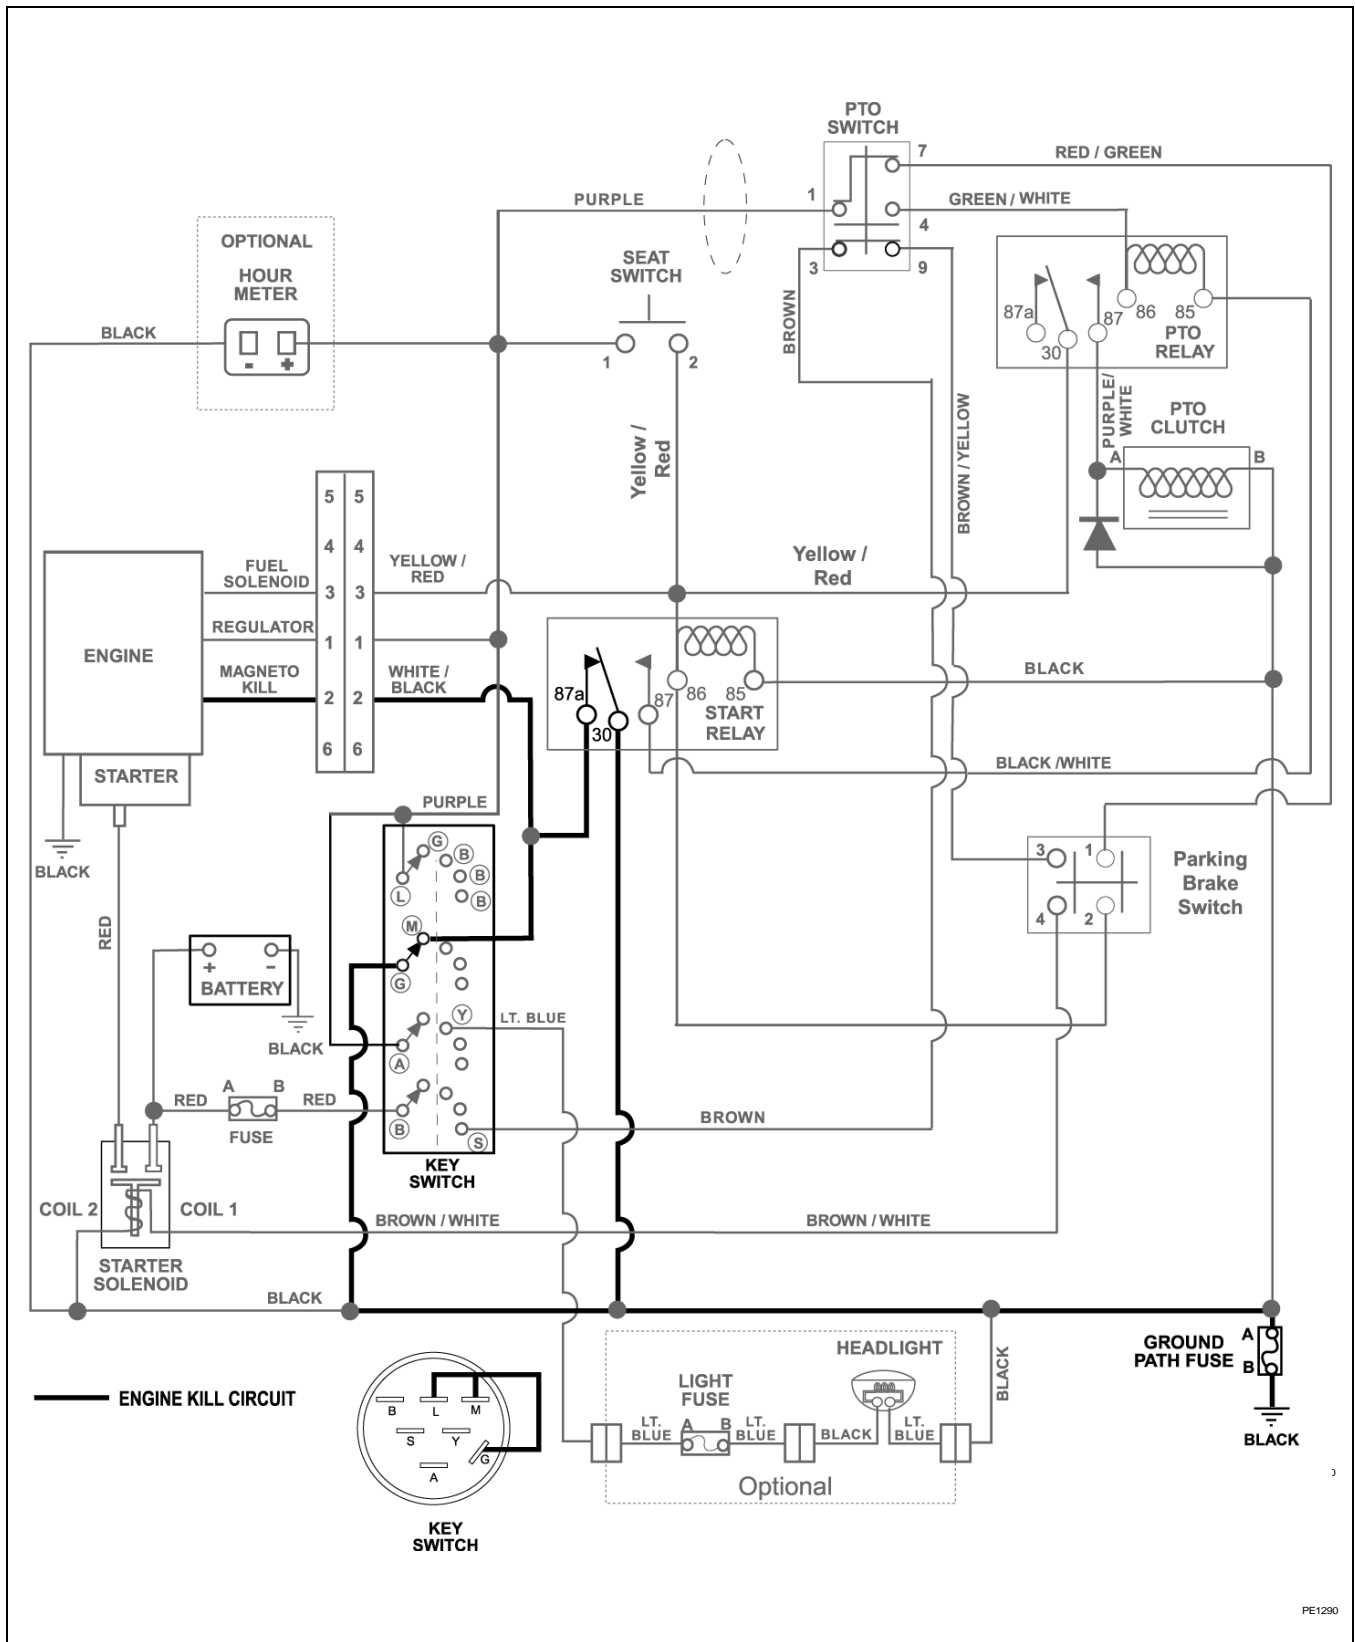 PTO
SWITCH
7
RED / GREEN
PURPLE
1
GREEN / WHITE
4
3
9
OPTIONAL
HOUR
METER
-
+
BLACK
SEAT
SWITCH
1
2
BROWN
87a
30
87
86
85
PTO
RELAY
PURPLE/
WHITE
PTO
CLUTCH
A
B
Yellow /
Red
BROWN / YELLOW
5 5
4 4
3 3
1 1
2 2
6 6
FUEL
SOLENOID
YELLOW /
RED
Yellow /
Red
REGULATOR
ENGINE
MAGNETO
KILL
WHITE /
BLACK
87a
30
87
86
85
START
RELAY
BLACK
BLACK /WHITE
STARTER
BLACK
PURPLE
G
B
B
B
L
M
G
Y
A
B
S
LT. BLUE
3
1
4
2
Parking
Brake
Switch
RED
+
-
BATTERY
BLACK
RED
A
B
RED
FUSE
BROWN
KEY
SWITCH
COIL 2
COIL 1
BROWN / WHITE
BROWN / WHITE
STARTER
SOLENOID
BLACK
GROUND
PATH FUSE
A
B
BLACK
ENGINE KILL CIRCUIT
B
L
M
S
Y
G
A
KEY
SWITCH
HEADLIGHT
LIGHT
FUSE
BLACK
LT.
BLUE
A
B
LT.
BLUE
BLACK
LT.
BLUE
Optional
PE1290